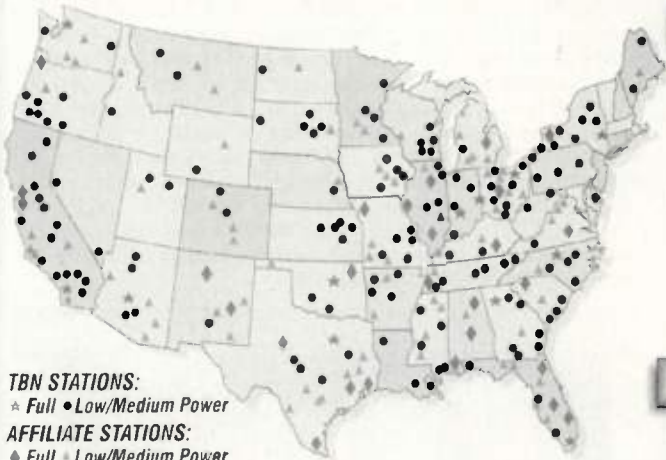 TBN STATIONS:
☆ Full ● Low/Medium Power
AFFILIATE STATIONS:
◆ Full ▲ Low/Medium Power